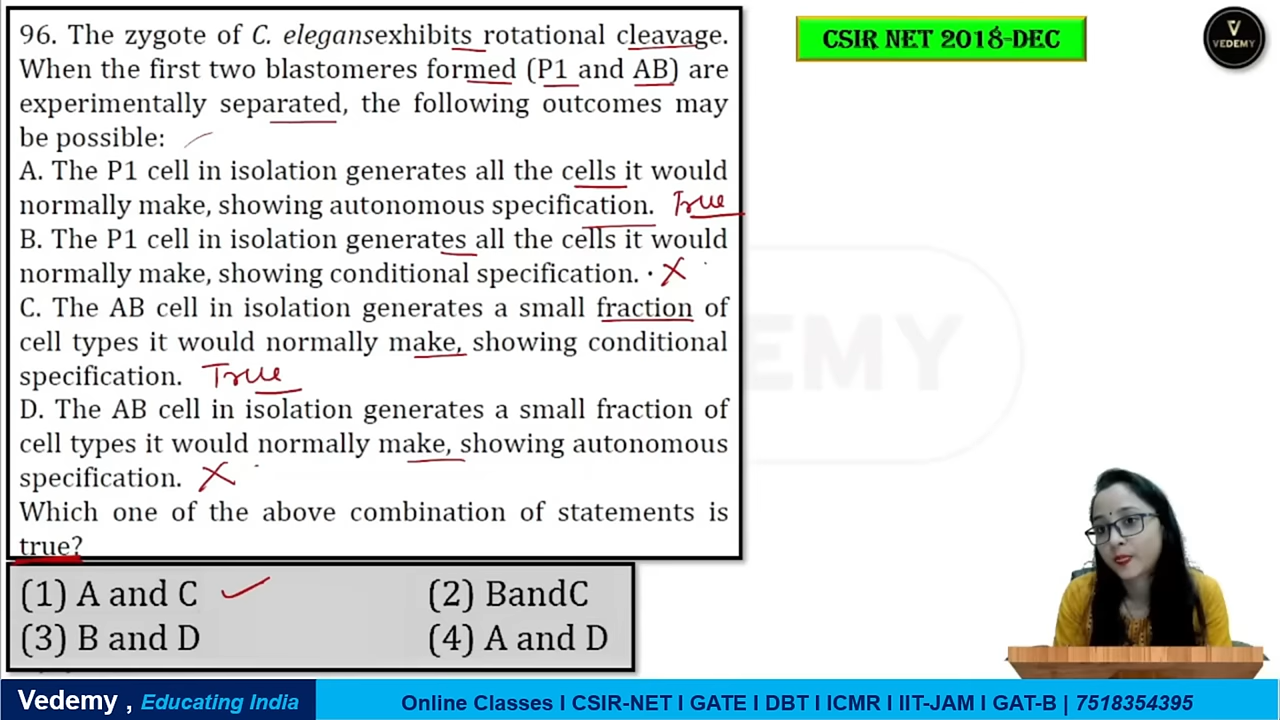 96. The zygote of C. elegansexhibits rotational cleavage.
When the first two blastomeres formed (P1 and AB) are
experimentally separated, the following outcomes may
be possible:
A. The P1 cell in isolation generates all the cells it would
normally make, showing autonomous specification. True
B. The P1 cell in isolation generates all the cells it would
normally make, showing conditional specification. · X
C. The AB cell in isolation generates a small fraction of
cell types it would normally make, showing conditional
specification. True
D. The AB cell in isolation generates a small fraction of
cell types it would normally make, showing autonomous
specification. X
Which one of the above combination of statements is
true?
(1) A and C ✓ (2) BandC
(3) B and D (4) A and D
CSIR NET 2018-DEC
V
VEDEMY
EMY
Vedemy , Educating India
Online Classes I CSIR-NET I GATE I DBT I ICMR I IIT-JAM I GAT-B | 7518354395